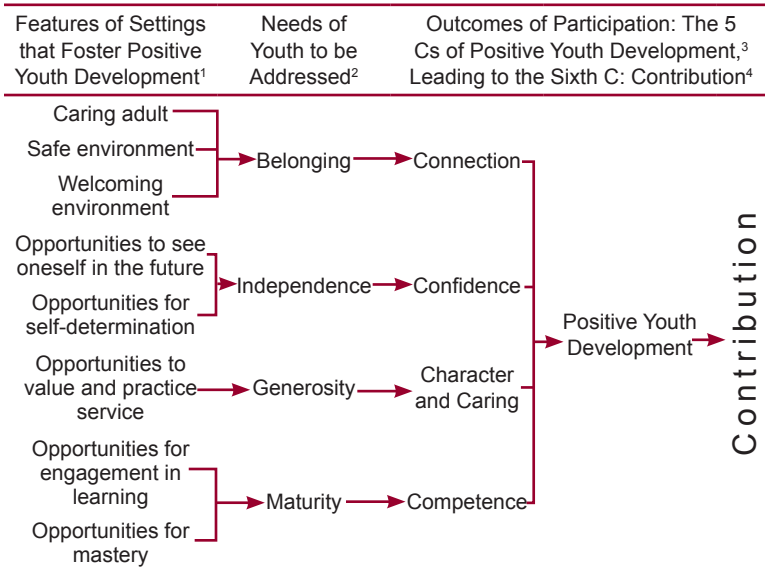 Features of Settings
that Foster Positive
Youth Development¹
Needs of
Youth to be
Addressed²
Outcomes of Participation: The 5
Cs of Positive Youth Development,³
Leading to the Sixth C: Contribution⁴
Caring adult
Safe environment
Welcoming
environment
Belonging
Connection
Opportunities to see
oneself in the future
Opportunities for
self-determination
Independence
Confidence
Opportunities to
value and practice
service
Generosity
Character
and Caring
Opportunities for
engagement in
learning
Opportunities for
mastery
Maturity
Competence
Positive Youth
Development
Contribution